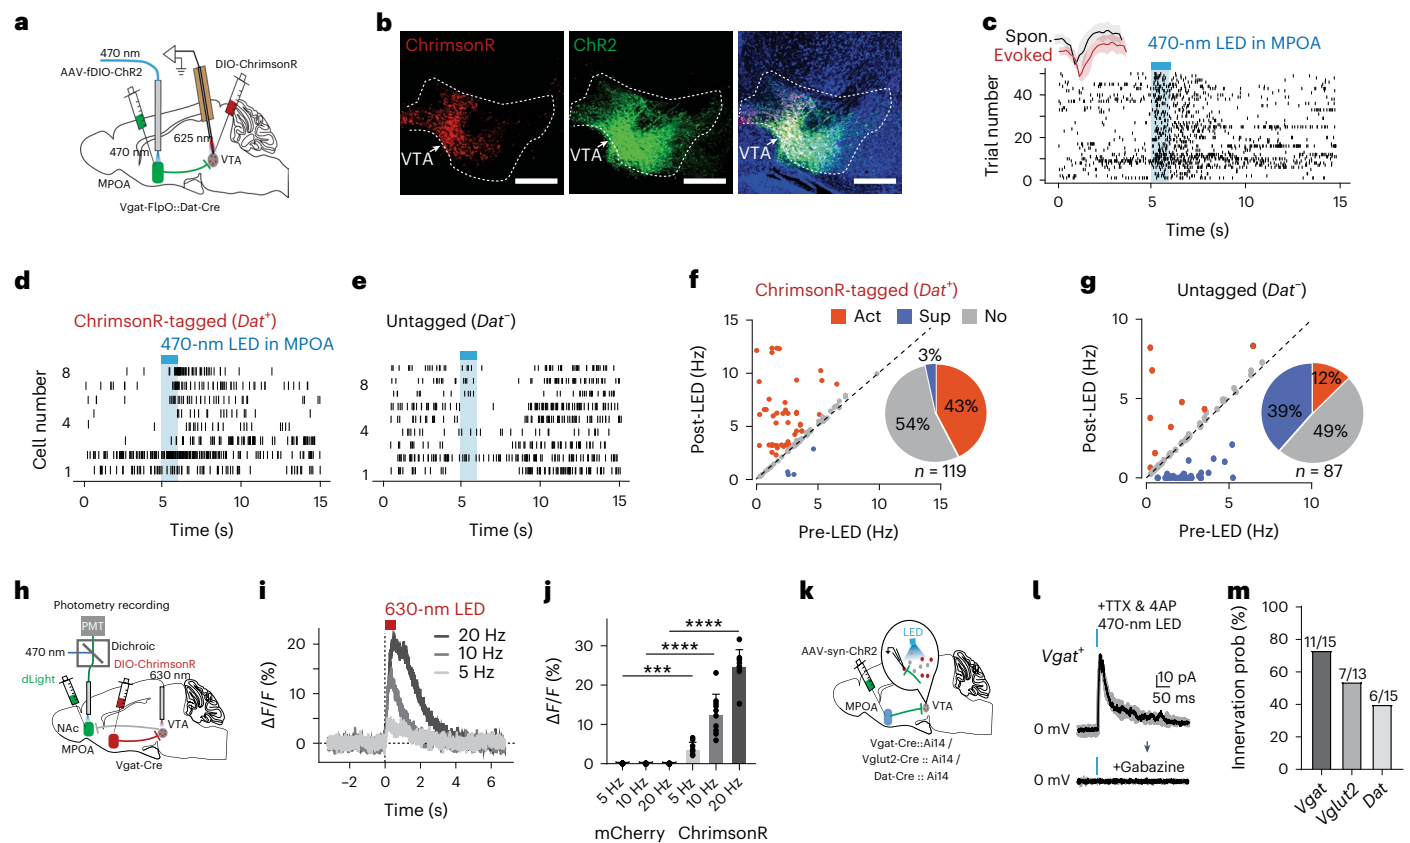 a
470 nm
AAV-fDIO-ChR2
DIO-ChrimsonR
625 nm
470 nm
VTA
MPOA
Vgat-FlpO::Dat-Cre
b
ChrimsonR
VTA
ChR2
VTA
VTA
c
Spon.
Evoked
470-nm LED in MPOA
Trial number
40
20
0
0 5 10 15
Time (s)
d
ChrimsonR-tagged (Dat+)
470-nm LED in MPOA
Cell number
8
4
1
0 5 10 15
Time (s)
e
Untagged (Dat−)
8
4
1
0 5 10 15
Time (s)
f
ChrimsonR-tagged (Dat+)
Act Sup No
Post-LED (Hz)
15
10
5
0
0 5 10 15
Pre-LED (Hz)
3%
43%
54%
n = 119
g
Untagged (Dat−)
Post-LED (Hz)
10
5
0
0 5 10
Pre-LED (Hz)
12%
39%
49%
n = 87
h
Photometry recording
PMT
Dichroic
470 nm
DIO-ChrimsonR
dLight
630 nm
NAc
VTA
MPOA
Vgat-Cre
i
630-nm LED
20 Hz
10 Hz
5 Hz
ΔF/F (%)
20
10
0
−2 0 2 4 6
Time (s)
j
ΔF/F (%)
30
20
10
0
****
****
***
5 Hz 10 Hz 20 Hz 5 Hz 10 Hz 20 Hz
mCherry ChrimsonR
k
LED
AAV-syn-ChR2
MPOA
VTA
Vgat-Cre::Ai14 /
Vglut2-Cre :: Ai14 /
Dat-Cre :: Ai14
l
+TTX & 4AP
470-nm LED
Vgat+
10 pA
50 ms
0 mV
+Gabazine
0 mV
m
Innervation prob (%)
100
80
60
40
20
0
11/15
7/13
6/15
Vgat Vglut2 Dat